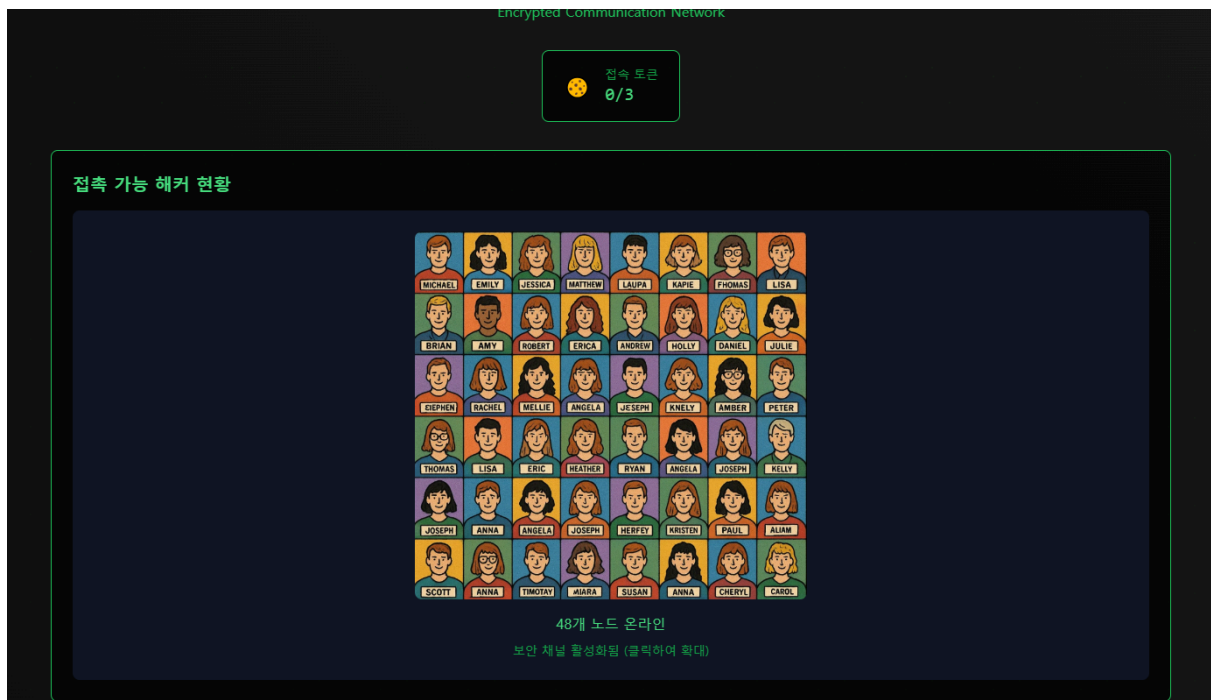 Encrypted Communication Network
접속 토큰
0/3
접촉 가능 해커 현황
MICHAEL EMILY JESSICA MATTHEW LAUPA KAPIE FHOMAS LISA
BRIAN AMY ROBERT ERICA ANDREW HOLLY DANIEL JULIE
RACHEL MELLIE ANGELA JESEPH KNELY AMBER PETER
THOMAS LISA ERIC HEATHER RYAN ANGELA JOSEPH KELLY
JOSEPH ANNA ANGELA JOSEPH HERFEY KRISTEN PAUL ALIAM
SCOTT ANNA TIMOTAY MIARA SUSAN ANNA CHERYL CAROL
48개 노드 온라인
보안 채널 활성화됨 (클릭하여 확대)